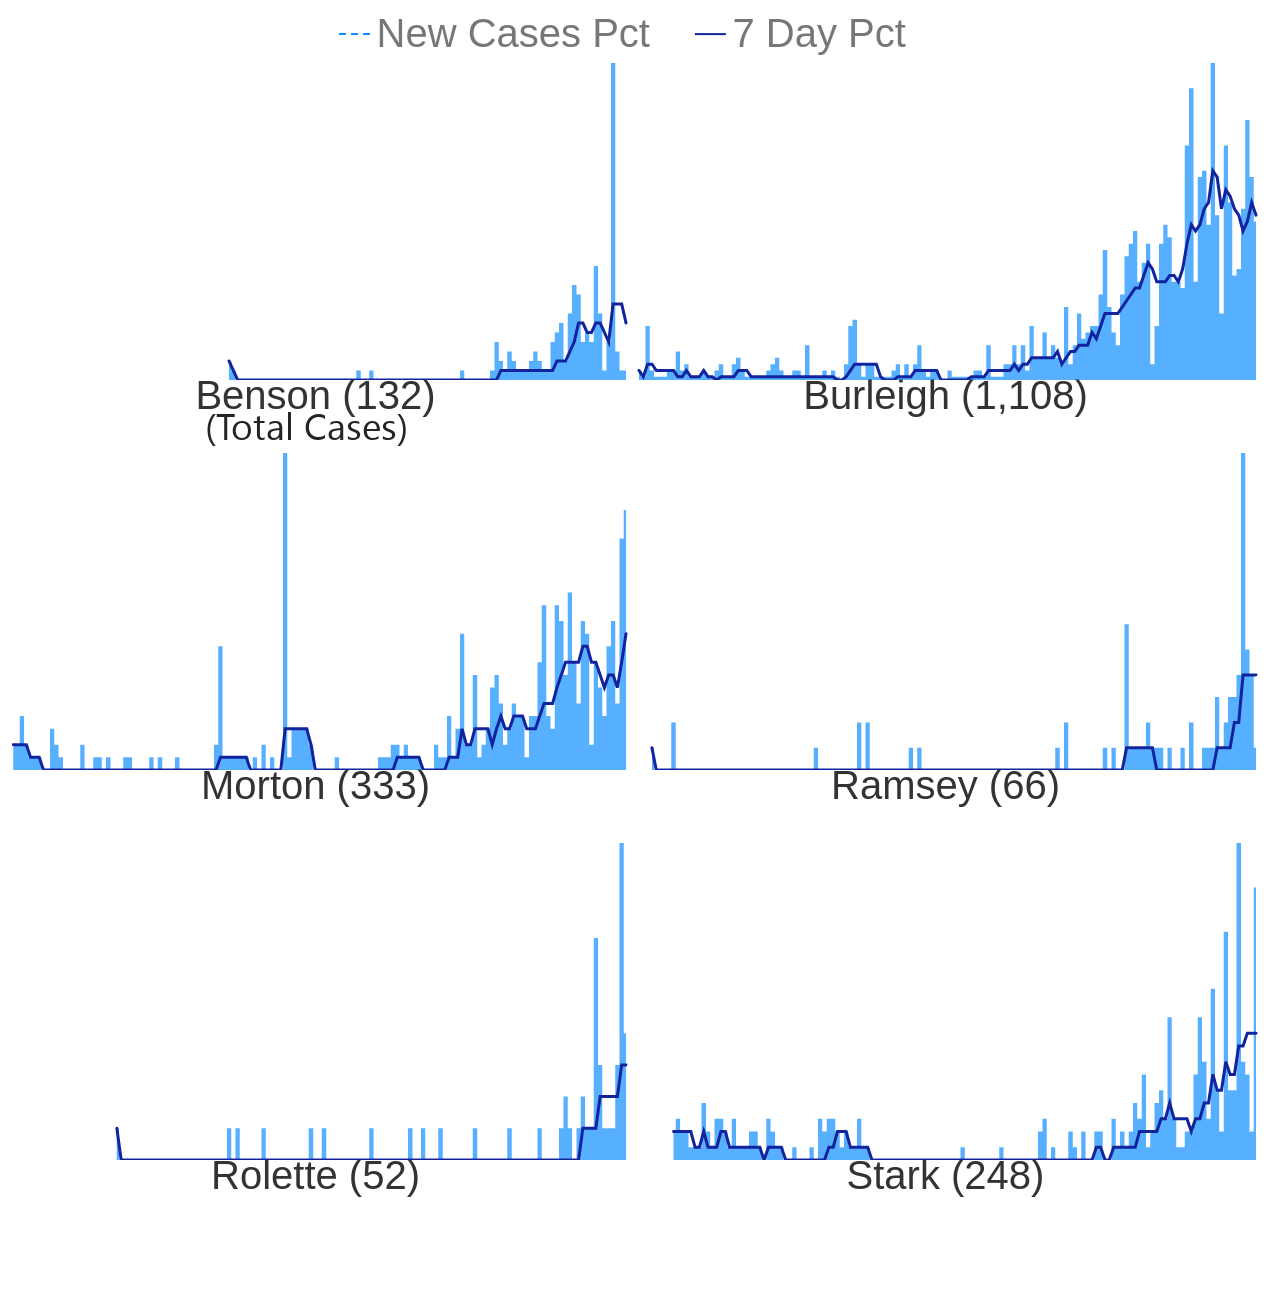 New Cases Pct 7 Day Pct
Benson (132) Burleigh (1,108)
(Total Cases)
Morton (333) Ramsey (66)
Rolette (52) Stark (248)